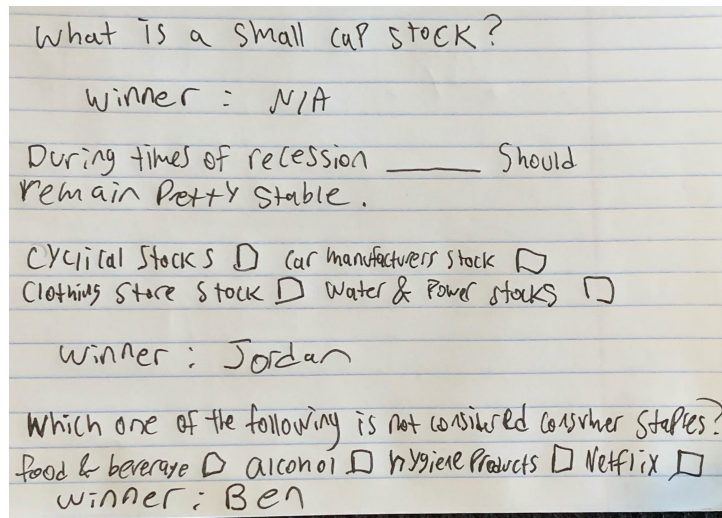 What is a small cap stock?
Winner: N/A
During times of recession ______ Should
remain Pretty Stable.
Cyclical Stocks □ Car manufacturers stock □
Clothing Store Stock □ Water & Power stocks □
Winner: Jordan
Which one of the following is not considered consumer staples?
food & beverage □ alcohol □ hygiene Products □ Netflix □
Winner: Ben